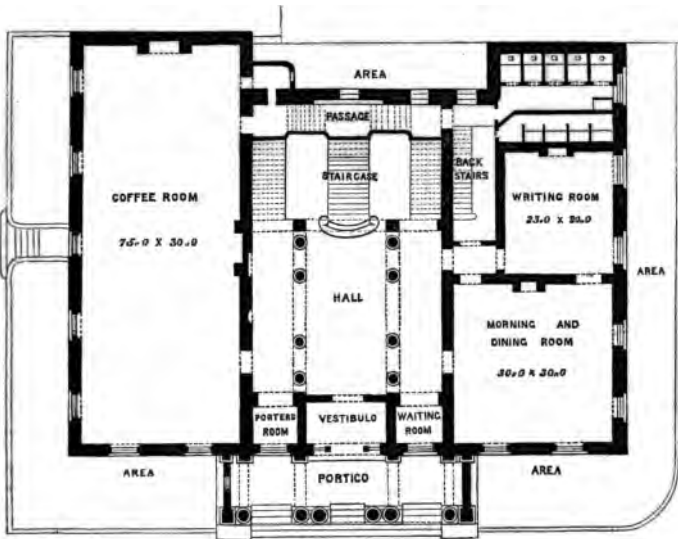 AREA
PASSAGE
STAIRCASE
BACK
STAIRS
COFFEE ROOM
75.0 X 30.0
WRITING ROOM
23.0 X 20.0
HALL
AREA
MORNING AND
DINING ROOM
30.0 X 30.0
PORTERS
ROOM
VESTIBULO
WAITING
ROOM
AREA
PORTICO
AREA